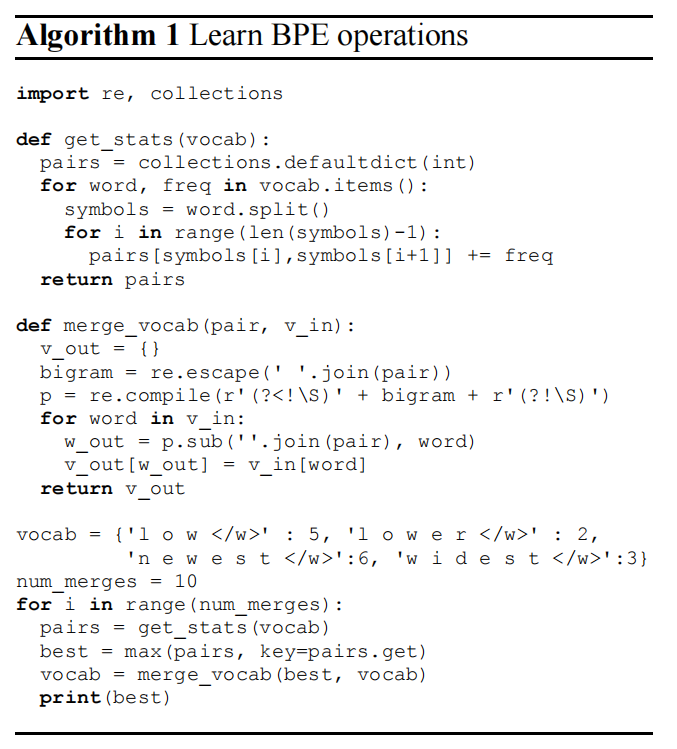 Algorithm 1 Learn BPE operations
import re, collections
def get_stats(vocab):
  pairs = collections.defaultdict(int)
  for word, freq in vocab.items():
    symbols = word.split()
    for i in range(len(symbols)-1):
      pairs[symbols[i],symbols[i+1]] += freq
  return pairs
def merge_vocab(pair, v_in):
  v_out = {}
  bigram = re.escape(' '.join(pair))
  p = re.compile(r'(?<!\S)' + bigram + r'(?!\S)')
  for word in v_in:
    w_out = p.sub(''.join(pair), word)
    v_out[w_out] = v_in[word]
  return v_out
vocab = {'l o w </w>' : 5, 'l o w e r </w>' : 2,
         'n e w e s t </w>':6, 'w i d e s t </w>':3}
num_merges = 10
for i in range(num_merges):
  pairs = get_stats(vocab)
  best = max(pairs, key=pairs.get)
  vocab = merge_vocab(best, vocab)
  print(best)